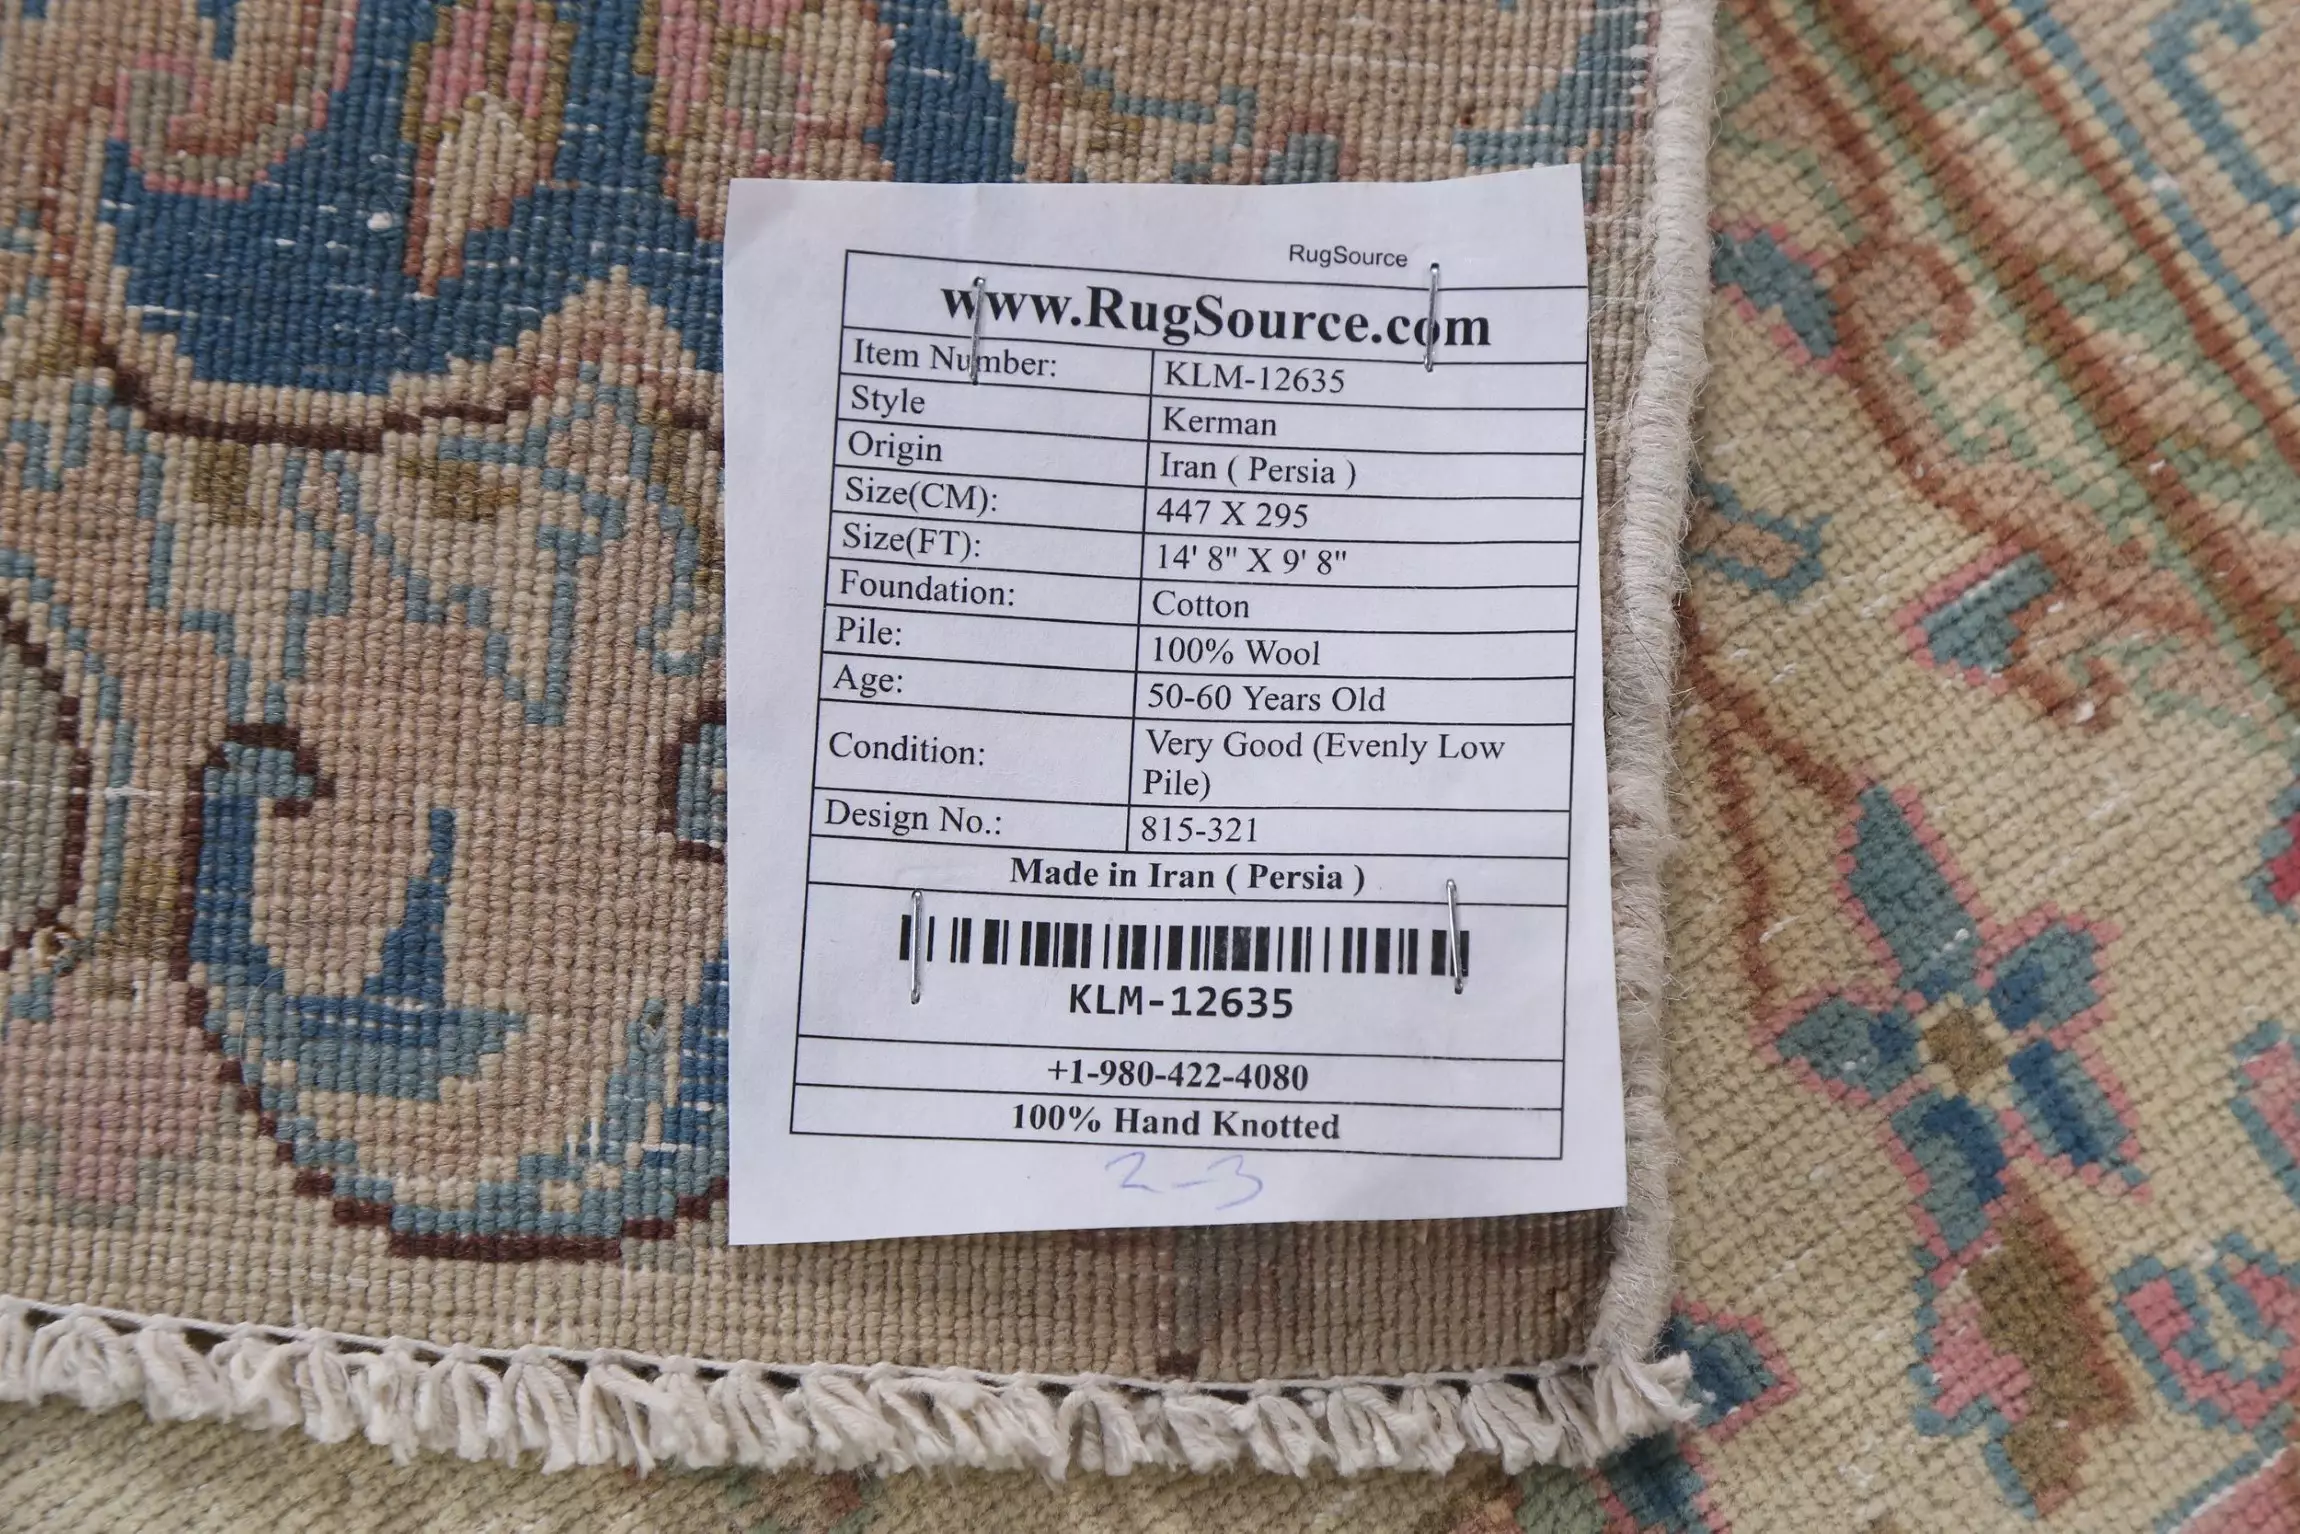 RugSource
www.RugSource.com
Item Number: KLM-12635
Style Kerman
Origin Iran ( Persia )
Size(CM): 447 X 295
Size(FT): 14' 8" X 9' 8"
Foundation: Cotton
Pile: 100% Wool
Age: 50-60 Years Old
Condition: Very Good (Evenly Low
Pile)
Design No.: 815-321
Made in Iran ( Persia )
KLM-12635
+1-980-422-4080
100% Hand Knotted
2-3